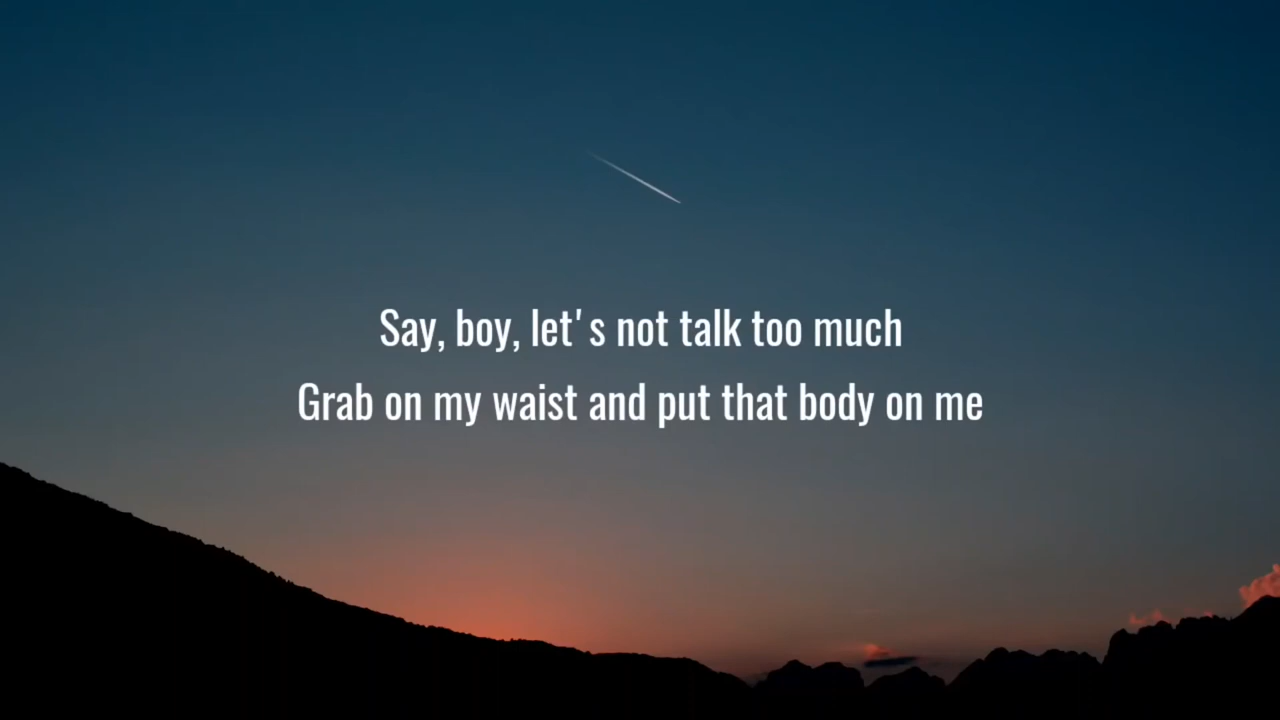 Say, boy, let's not talk too much
Grab on my waist and put that body on me